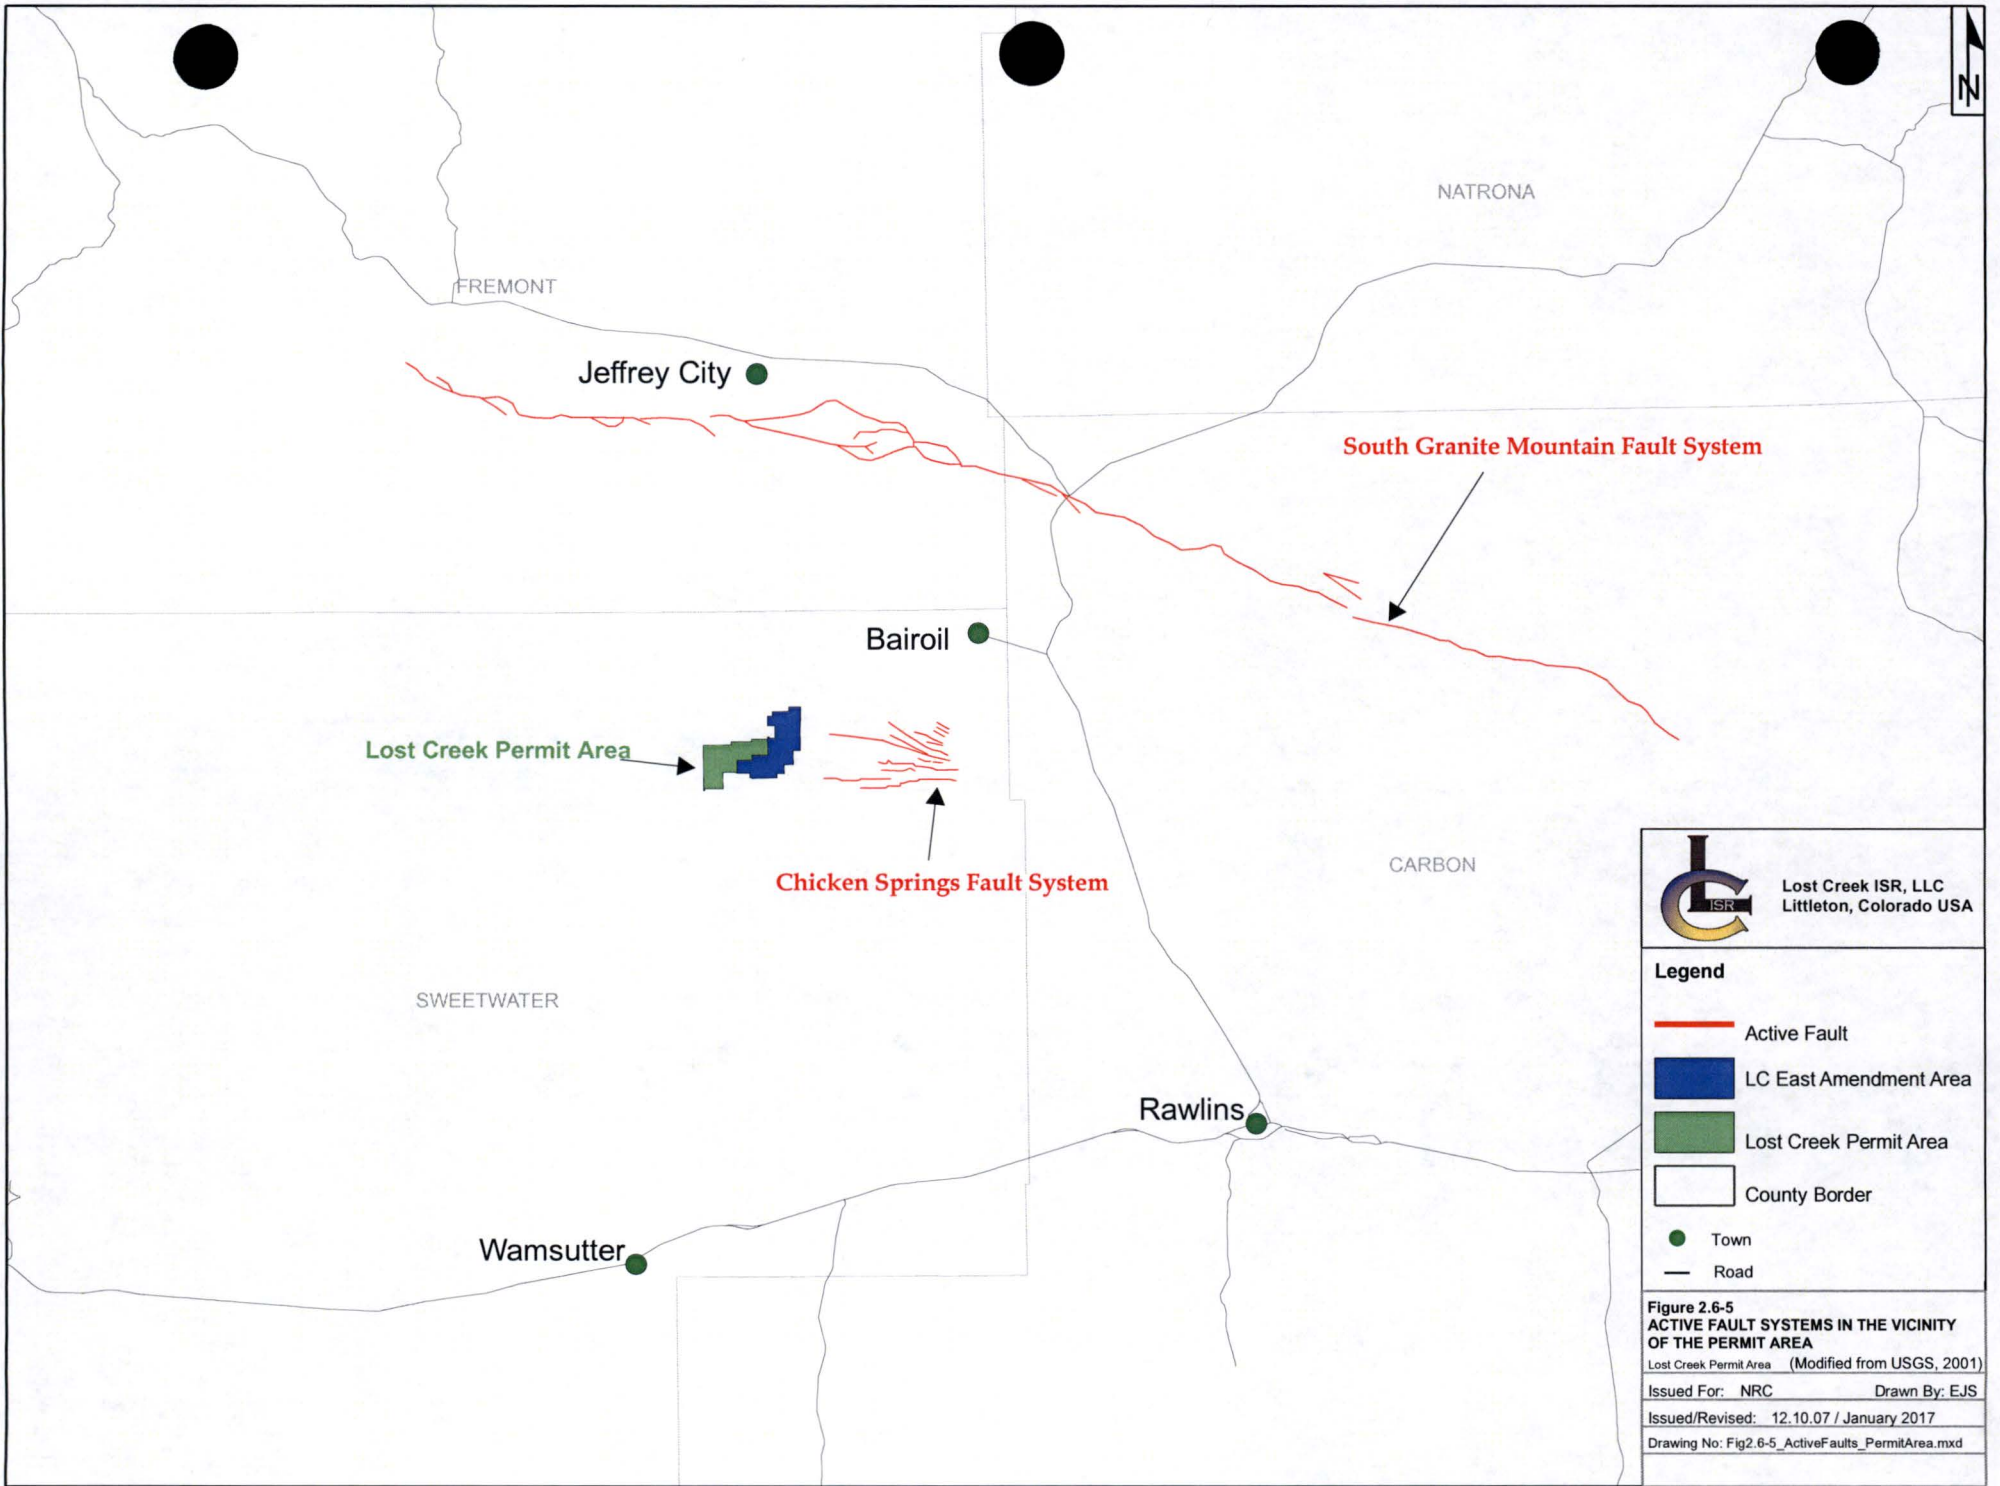 N
NATRONA
FREMONT
Jeffrey City
South Granite Mountain Fault System
Bairoil
Lost Creek Permit Area
Chicken Springs Fault System
CARBON
SWEETWATER
Rawlins
Wamsutter
L
C
ISR
Lost Creek ISR, LLC
Littleton, Colorado USA
Legend
Active Fault
LC East Amendment Area
Lost Creek Permit Area
County Border
Town
Road
Figure 2.6-5
ACTIVE FAULT SYSTEMS IN THE VICINITY
OF THE PERMIT AREA
Lost Creek Permit Area (Modified from USGS, 2001)
Issued For: NRC Drawn By: EJS
Issued/Revised: 12.10.07 / January 2017
Drawing No: Fig2.6-5_ActiveFaults_PermitArea.mxd